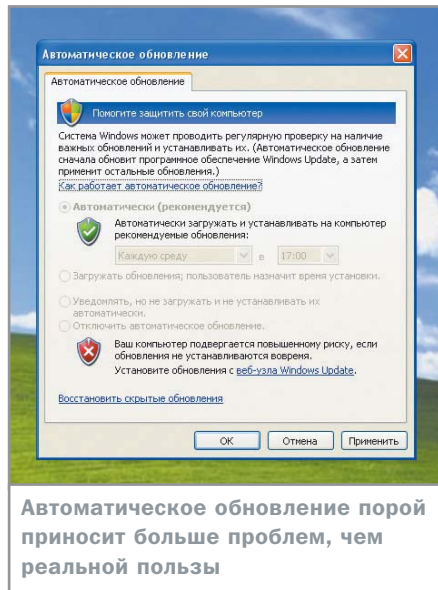 Автоматическое обновление
Автоматическое обновление
Помогите защитить свой компьютер
Система Windows может проводить регулярную проверку на наличие
важных обновлений и устанавливать их. (Автоматическое обновление
сначала обновит программное обеспечение Windows Update, а затем
применит остальные обновления.)
Как работает автоматическое обновление?
Автоматически (рекомендуется)
Автоматически загружать и устанавливать на компьютер
рекомендуемые обновления:
Каждую среду в 17:00
Загружать обновления; пользователь назначит время установки.
Уведомлять, но не загружать и не устанавливать их
автоматически.
Отключить автоматическое обновление.
Ваш компьютер подвергается повышенному риску, если
обновления не устанавливаются вовремя.
Установите обновления с веб-узла Windows Update.
Восстановить скрытые обновления
ОК Отмена Применить
Автоматическое обновление порой
приносит больше проблем, чем
реальной пользы